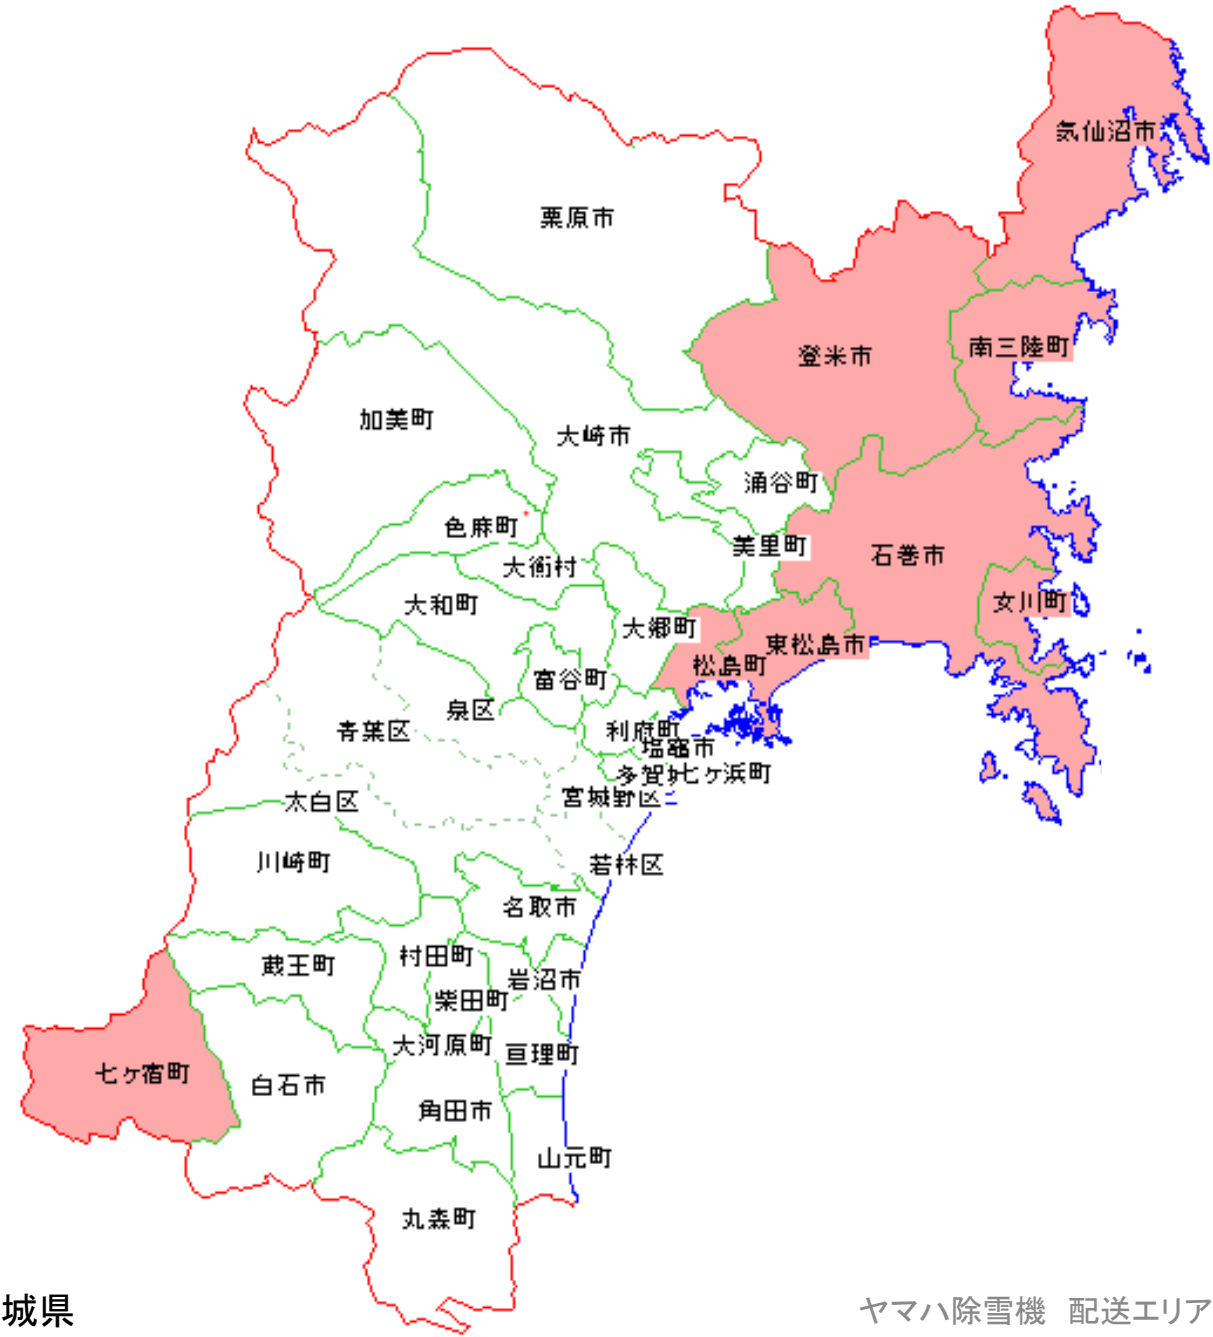 気仙沼市
栗原市
南三陸町
登米市
加美町
大崎市
涌谷町
色麻町
美里町
石巻市
大衡村
女川町
大和町
大郷町
東松島市
松島町
富谷町
泉区
青葉区
利府町
塩竈市
多賀
七ヶ浜町
宮城野区
太白区
川崎町
若林区
名取市
村田町
蔵王町
岩沼市
柴田町
大河原町
亘理町
七ヶ宿町
白石市
角田市
山元町
丸森町
城県
ヤマハ除雪機 配送エリア